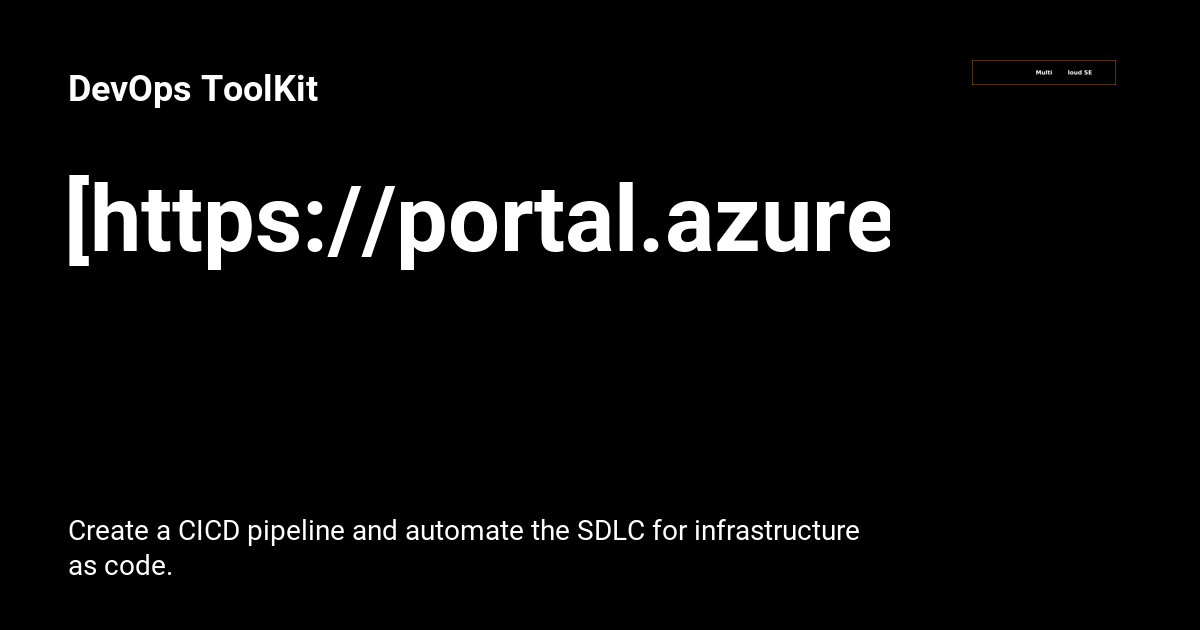 DevOps ToolKit
Multi loud SE
[https://portal.azure
Create a CICD pipeline and automate the SDLC for infrastructure
as code.